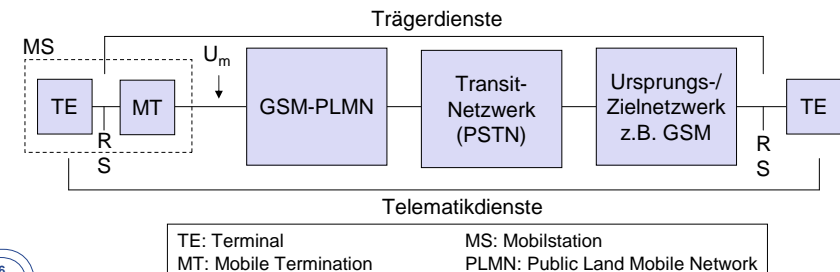 Trägerdienste
MS
Um
TE
MT
GSM-PLMN
Transit-
Netzwerk
(PSTN)
Ursprungs-/
Zielnetzwerk
z.B. GSM
TE
R
S
R
S
Telematikdienste
TE: Terminal MS: Mobilstation
MT: Mobile Termination PLMN: Public Land Mobile Network